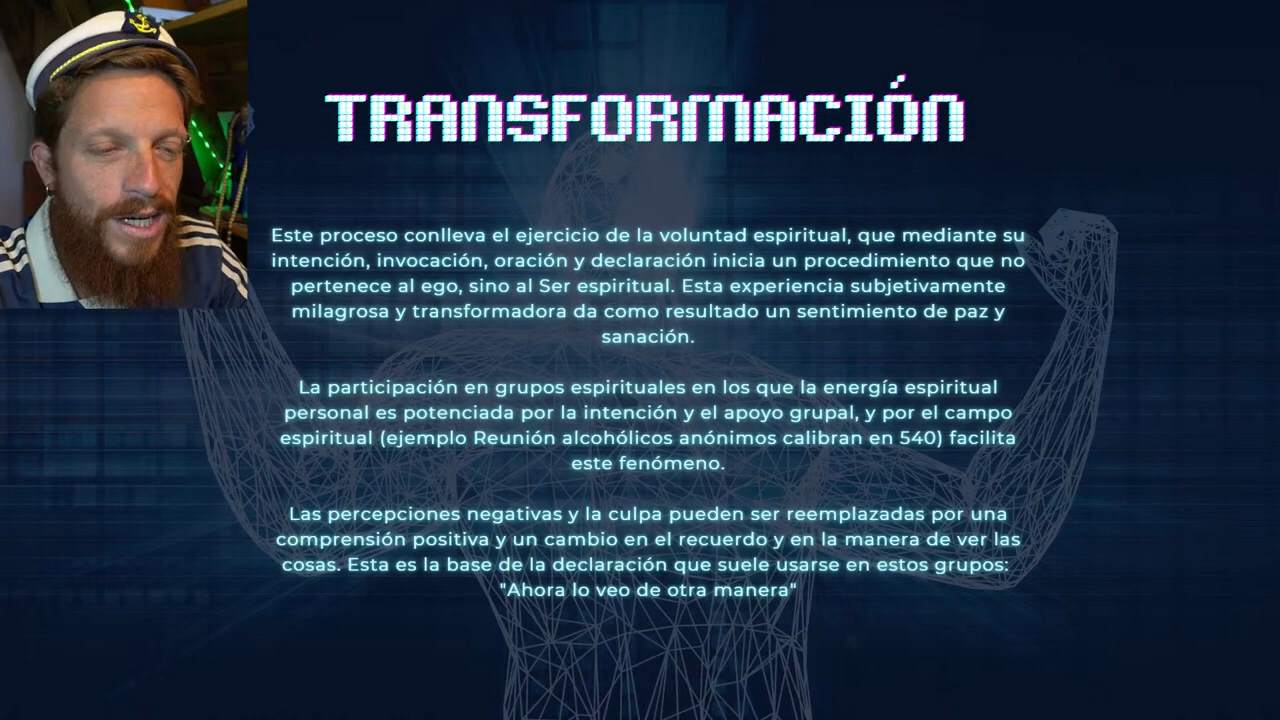 TRANSFORMACIÓN
Este proceso conlleva el ejercicio de la voluntad espiritual, que mediante su
intención, invocación, oración y declaración inicia un procedimiento que no
pertenece al ego, sino al Ser espiritual. Esta experiencia subjetivamente
milagrosa y transformadora da como resultado un sentimiento de paz y
sanación.
La participación en grupos espirituales en los que la energía espiritual
personal es potenciada por la intención y el apoyo grupal, y por el campo
espiritual (ejemplo Reunión alcohólicos anónimos calibran en 540) facilita
este fenómeno.
Las percepciones negativas y la culpa pueden ser reemplazadas por una
comprensión positiva y un cambio en el recuerdo y en la manera de ver las
cosas. Esta es la base de la declaración que suele usarse en estos grupos:
"Ahora lo veo de otra manera"